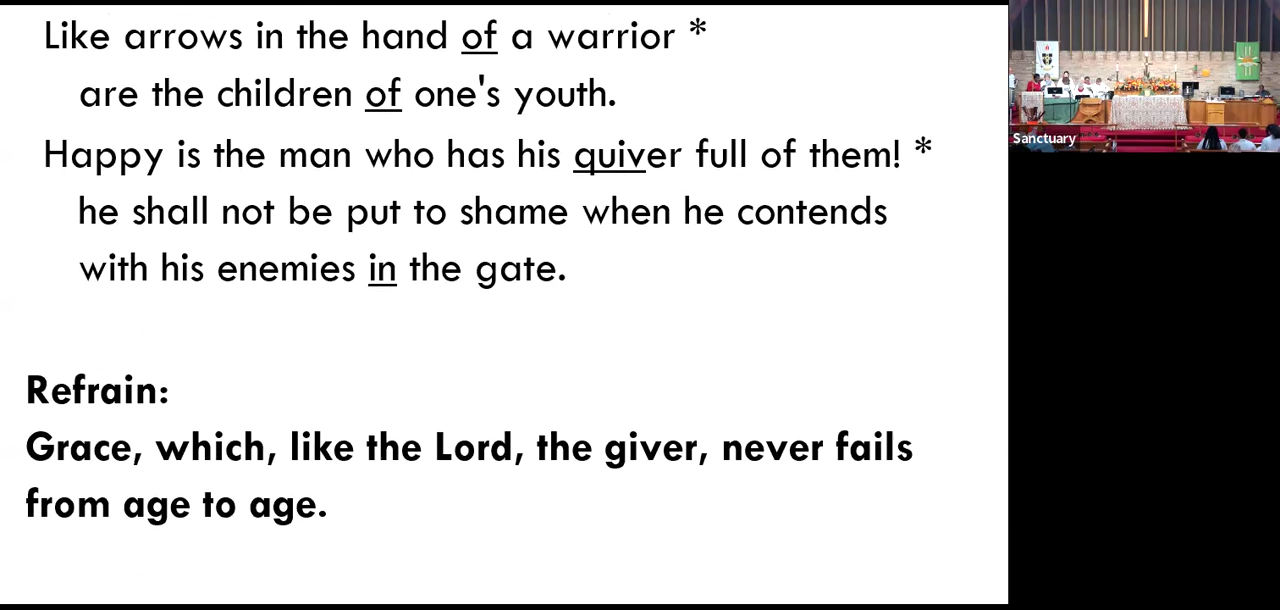 Like arrows in the hand of a warrior *
are the children of one's youth.
Happy is the man who has his quiver full of them! *
he shall not be put to shame when he contends
with his enemies in the gate.
Refrain:
Grace, which, like the Lord, the giver, never fails
from age to age.
Sanctuary